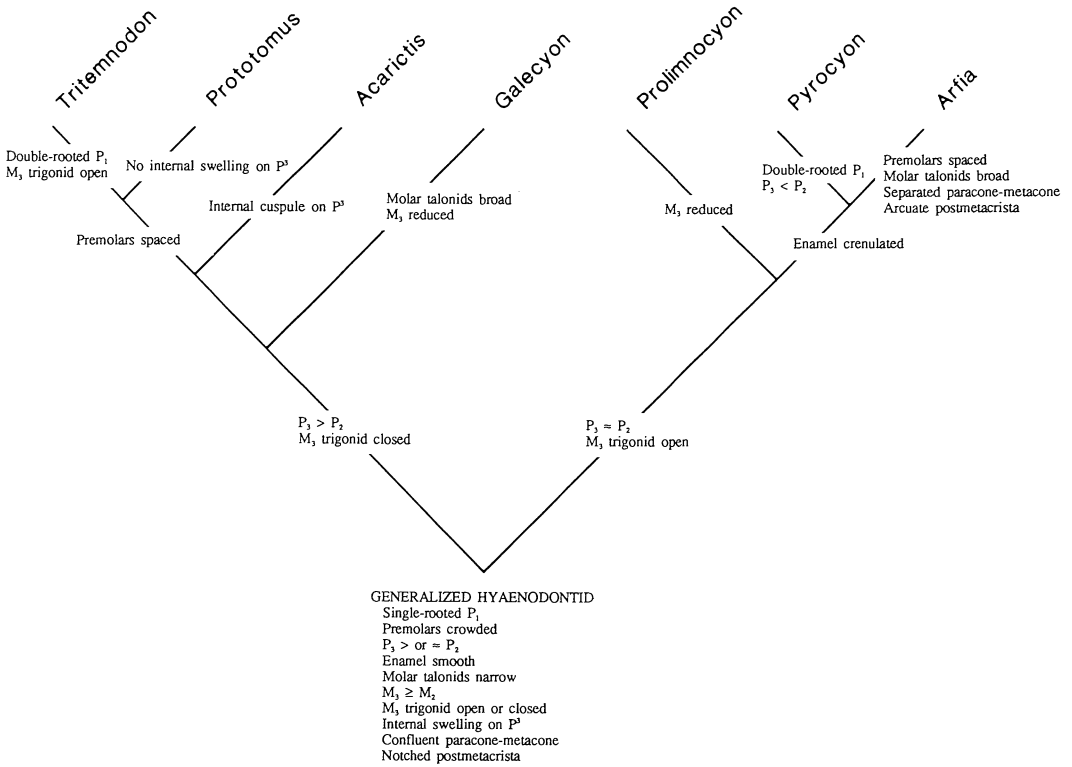 Tritemnodon
Prototomus
Acarictis
Galecyon
Prolimnocyon
Pyrocyon
Arfia
Double-rooted P₁
M₃ trigonid open
No internal swelling on P³
Internal cuspule on P³
Premolars spaced
Molar talonids broad
M₃ reduced
M₃ reduced
Double-rooted P₁
P₃ < P₂
Premolars spaced
Molar talonids broad
Separated paracone-metacone
Arcuate postmetacrista
Enamel crenulated
P₃ > P₂
M₃ trigonid closed
P₃ = P₂
M₃ trigonid open
GENERALIZED HYAENODONTID
Single-rooted P₁
Premolars crowded
P₃ > or = P₂
Enamel smooth
Molar talonids narrow
M₃ ≥ M₂
M₃ trigonid open or closed
Internal swelling on P³
Confluent paracone-metacone
Notched postmetacrista